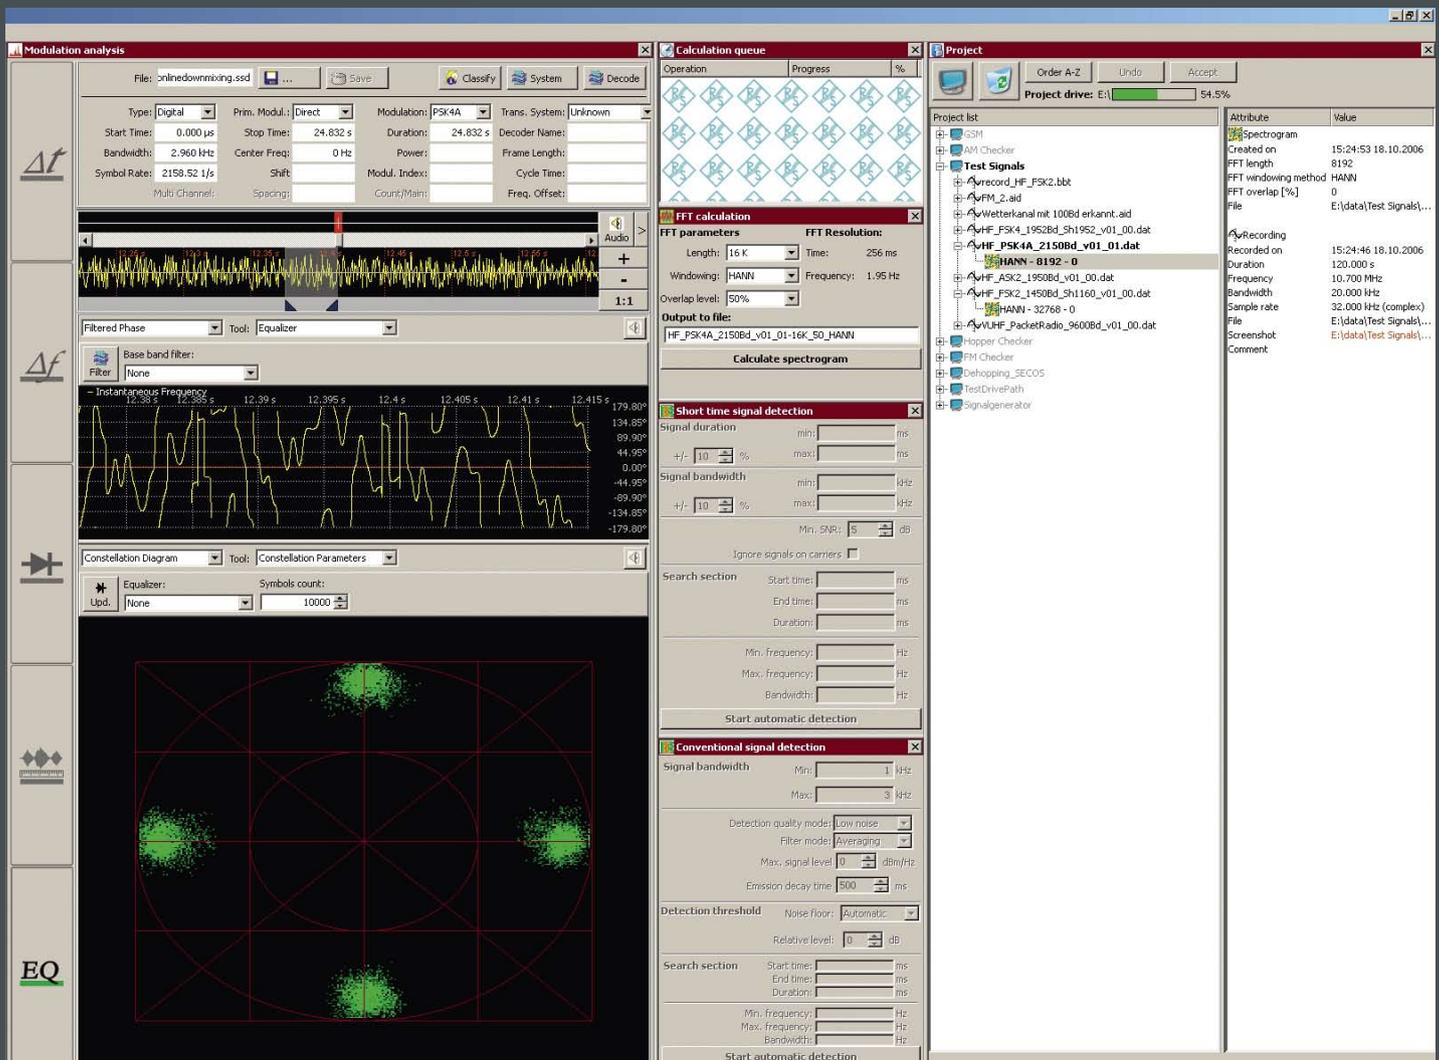 Modulation analysis
File: onlinedownmixing.ssd ... Save Classify System Decode
Type: Digital Prim. Modul.: Direct Modulation: PSK4A Trans. System: Unknown
Start Time: 0.000 µs Stop Time: 24.832 s Duration: 24.832 s Decoder Name:
Bandwidth: 2.960 kHz Center Freq: 0 Hz Power: Frame Length:
Symbol Rate: 2158.52 1/s Shift Modul. Index: Cycle Time:
Multi Channel: Spacing: Count/Main: Freq. Offset:
Δt
Audio >
+
-
1:1
Filtered Phase Tool: Equalizer
Δf
Filter
Base band filter:
None
Instantaneous Frequency
12.38 s 12.385 s 12.39 s 12.395 s 12.4 s 12.405 s 12.41 s 12.415 s
179.80°
134.85°
89.90°
44.95°
0.00°
-44.95°
-89.90°
-134.85°
-179.80°
Constellation Diagram Tool: Constellation Parameters
Upd. Equalizer: Symbols count:
None 10000
EQ
Calculation queue
Operation Progress %
FFT calculation
FFT parameters FFT Resolution:
Length: 16 K Time: 256 ms
Windowing: HANN Frequency: 1.95 Hz
Overlap level: 50%
Output to file:
HF_PSK4A_2150Bd_v01_01-16K_50_HANN
Calculate spectrogram
Short time signal detection
Signal duration min: ms
+/- 10 % max: ms
Signal bandwidth min: kHz
+/- 10 % max: kHz
Min. SNR: 5 dB
Ignore signals on carriers
Search section Start time: ms
End time: ms
Duration: ms
Min. frequency: Hz
Max. frequency: Hz
Bandwidth: Hz
Start automatic detection
Conventional signal detection
Signal bandwidth Min: 1 kHz
Max: 3 kHz
Detection quality mode: Low noise
Filter mode: Averaging
Max. signal level 0 dBm/Hz
Emission decay time 500 ms
Detection threshold Noise floor: Automatic
Relative level: 0 dB
Search section Start time: ms
End time: ms
Duration: ms
Min. frequency: Hz
Max. frequency: Hz
Bandwidth: Hz
Start automatic detection
Project
Order A-Z Undo Accept
Project drive: E:\ 54.5%
Project list
GSM
AM Checker
Test Signals
record_HF_FSK2.bbt
FM_2.aid
Wetterkanal mit 100Bd erkannt.aid
HF_FSK4_1952Bd_Sh1952_v01_00.dat
HF_PSK4A_2150Bd_v01_01.dat
HANN - 8192 - 0
HF_ASK2_1950Bd_v01_00.dat
HF_FSK2_1450Bd_Sh1160_v01_00.dat
HANN - 32768 - 0
VUHF_PacketRadio_9600Bd_v01_00.dat
Hopper Checker
FM Checker
Dehopping_SECOS
TestDrivePath
Signalgenerator
Attribute Value
Spectrogram
Created on 15:24:53 18.10.2006
FFT length 8192
FFT windowing method HANN
FFT overlap [%] 0
File E:\data\Test Signals\...
Recording
Recorded on 15:24:46 18.10.2006
Duration 120.000 s
Frequency 10.700 MHz
Bandwidth 20.000 kHz
Sample rate 32.000 kHz (complex)
File E:\data\Test Signals\...
Screenshot E:\data\Test Signals\...
Comment